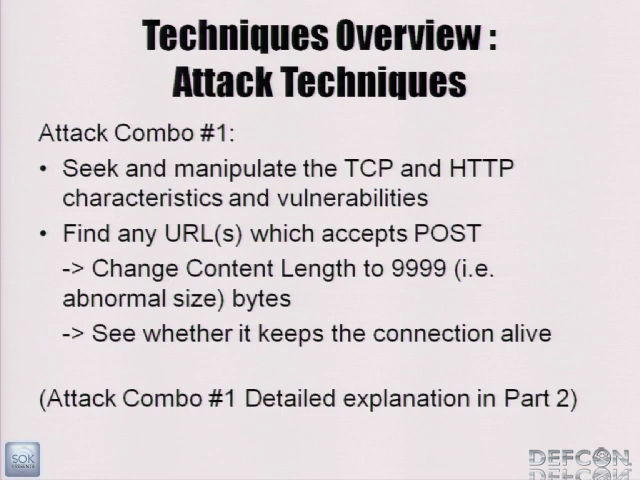 Techniques Overview :
Attack Techniques
Attack Combo #1:
• Seek and manipulate the TCP and HTTP
characteristics and vulnerabilities
• Find any URL(s) which accepts POST
-> Change Content Length to 9999 (i.e.
abnormal size) bytes
-> See whether it keeps the connection alive
(Attack Combo #1 Detailed explanation in Part 2)
SOK
DEFCON